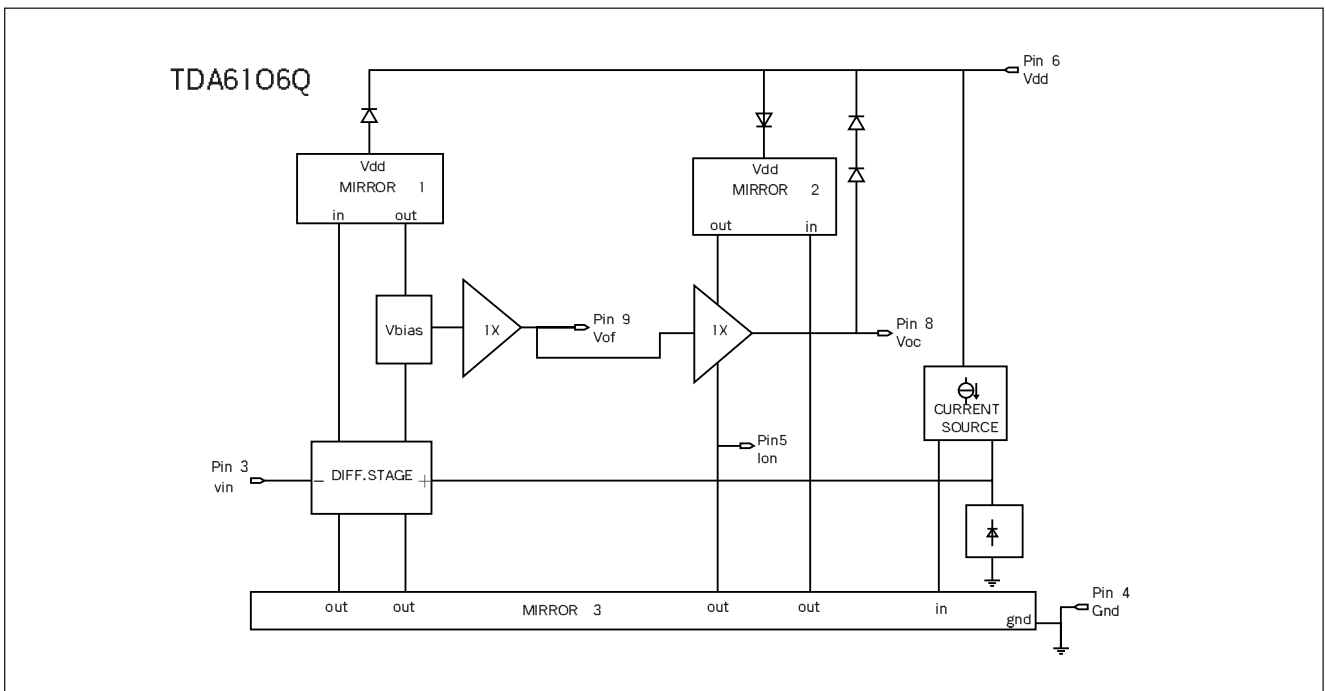 TDA6106Q
Pin 6
Vdd
Vdd
MIRROR 1
in out
Vdd
MIRROR 2
out in
Vbias
1X
Pin 9
Vof
1X
Pin 8
Voc
CURRENT
SOURCE
Pin5
Ion
Pin 3
vin
− DIFF.STAGE +
out out MIRROR 3 out out in gnd
Pin 4
Gnd